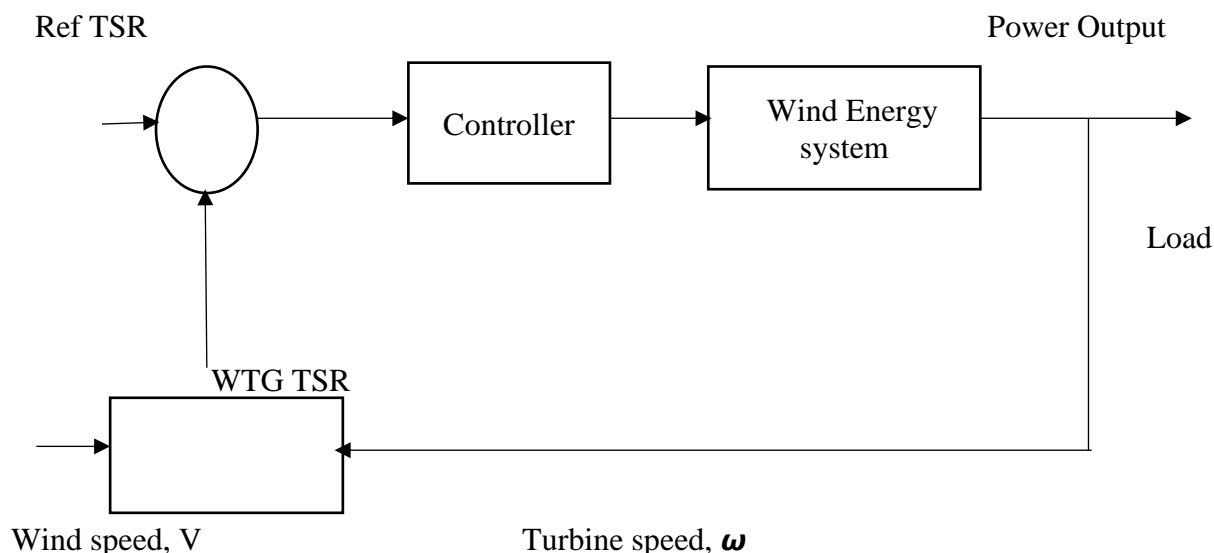 Ref TSR
Power Output
Controller
Wind Energy
system
Load
WTG TSR
Wind speed, V
Turbine speed, ω